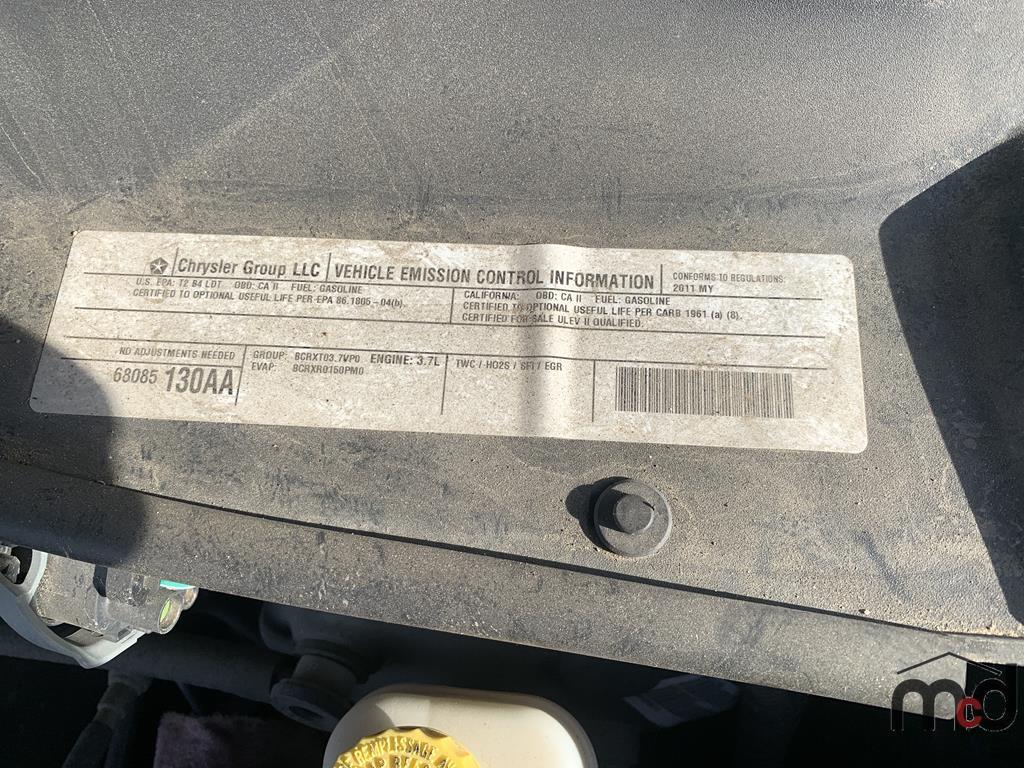 Chrysler Group LLC
VEHICLE EMISSION CONTROL INFORMATION
CONFORMS TO REGULATIONS:
2011 MY
U.S. EPA: T2 B4 LDT OBD: CA II FUEL: GASOLINE
CERTIFIED TO OPTIONAL USEFUL LIFE PER EPA 86.1805-04(b).
CALIFORNIA: OBD: CA II FUEL: GASOLINE
CERTIFIED TO OPTIONAL USEFUL LIFE PER CARB 1961 (a) (8).
CERTIFIED FOR SALE ULEV II QUALIFIED.
NO ADJUSTMENTS NEEDED
68085 130AA
GROUP: BCRXT03.7VP0 ENGINE: 3.7L
EVAP: BCRXR0150PM0
TWC / HO2S / SFI / EGR
REMPLISSAGE
mcd